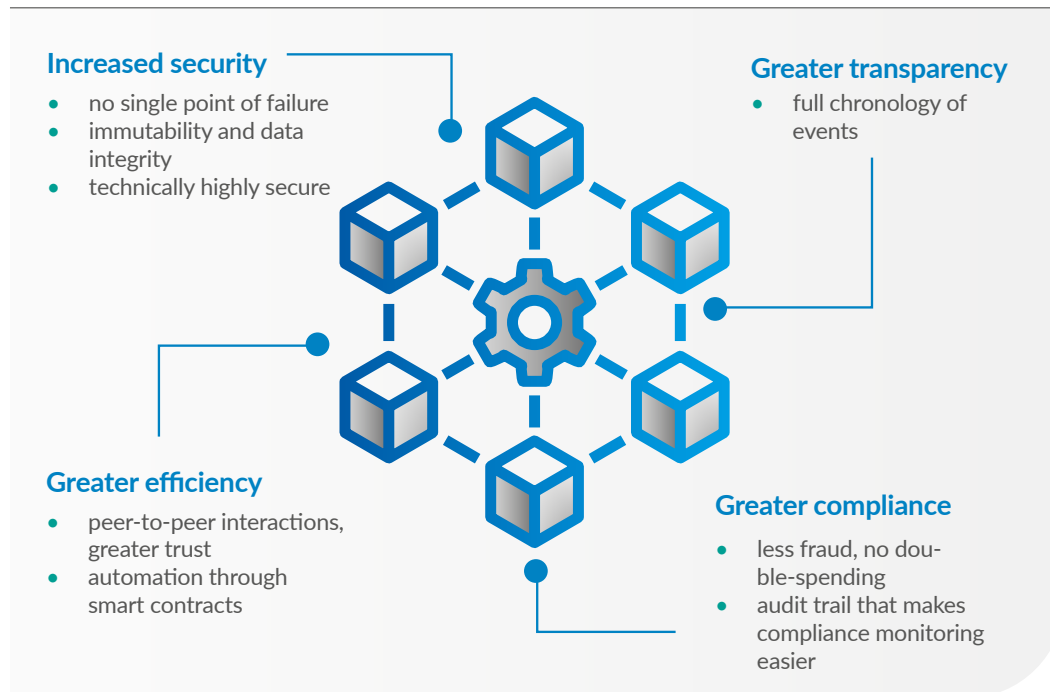 Increased security
• no single point of failure
• immutability and data
integrity
• technically highly secure
Greater transparency
• full chronology of
events
Greater efficiency
• peer-to-peer interactions,
greater trust
• automation through
smart contracts
Greater compliance
• less fraud, no dou-
ble-spending
• audit trail that makes
compliance monitoring
easier